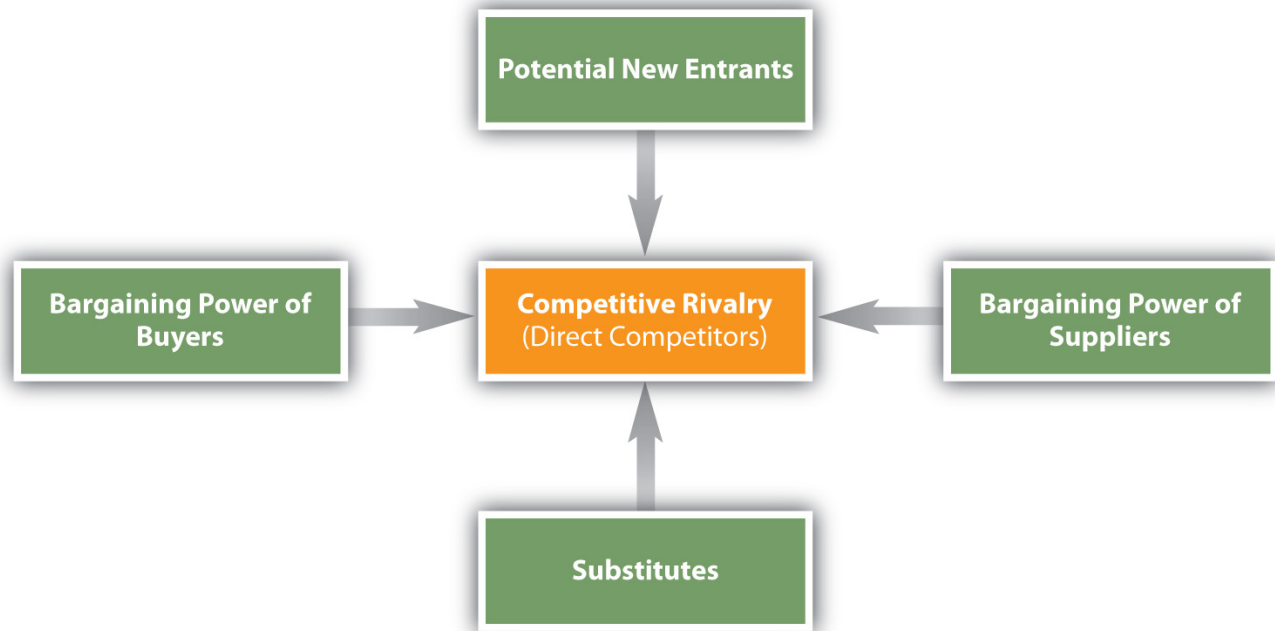 Potential New Entrants
Bargaining Power of
Buyers
Competitive Rivalry
(Direct Competitors)
Bargaining Power of
Suppliers
Substitutes